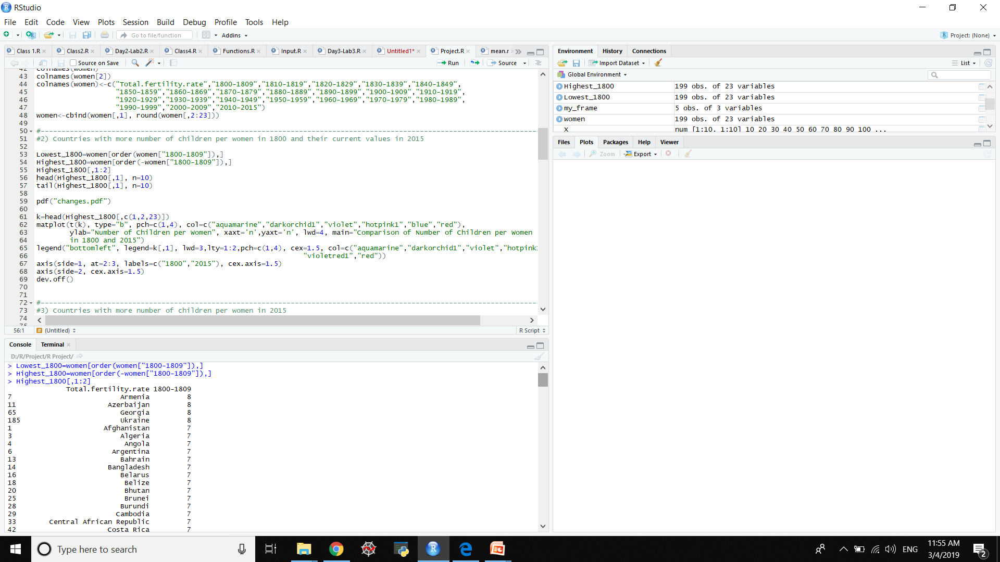 RStudio
File Edit Code View Plots Session Build Debug Profile Tools Help
Go to file/function Addins Project: (None)
Class 1.R Class2.R Day2-Lab2.R Class4.R Functions.R Input.R Day3-Lab3.R Untitled1* Project.R mean.r
Source on Save Run Source
42 colnames(women)
43 colnames(women[2])
44 colnames(women)<-c("Total.fertility.rate","1800-1809","1810-1819","1820-1829","1830-1839","1840-1849",
45 "1850-1859","1860-1869","1870-1879","1880-1889","1890-1899","1900-1909","1910-1919",
46 "1920-1929","1930-1939","1940-1949","1950-1959","1960-1969","1970-1979","1980-1989",
47 "1990-1999","2000-2009","2010-2015")
48 women<-cbind(women[,1], round(women[,2:23]))
49
50 #------------------------------------------------------------------------------------------------------------------------
51 #2) Countries with more number of children per women in 1800 and their current values in 2015
52
53 Lowest_1800=women[order(women["1800-1809"]),]
54 Highest_1800=women[order(-women["1800-1809"]),]
55 Highest_1800[,1:2]
56 head(Highest_1800[,1], n=10)
57 tail(Highest_1800[,1], n=10)
58
59 pdf("changes.pdf")
60
61 k=head(Highest_1800[,c(1,2,23)])
62 matplot(t(k), type="b", pch=c(1,4), col=c("aquamarine","darkorchid1","violet","hotpink1","blue","red"),
63 ylab="Number of Children per Women", xaxt='n',yaxt='n', lwd=4, main="Comparison of Number of Children per Women
64 in 1800 and 2015")
65 legend("bottomleft", legend=k[,1], lwd=3,lty=1:2,pch=c(1,4), cex=1.5, col=c("aquamarine","darkorchid1","violet","hotpink1
66 "violetred1","red"))
67 axis(side=1, at=2:3, labels=c("1800","2015"), cex.axis=1.5)
68 axis(side=2, cex.axis=1.5)
69 dev.off()
70
71
72 #------------------------------------------------------------------------------------------------------------------------
73 #3) Countries with more number of children per women in 2015
74
75
56:1 # (Untitled) R Script
Console Terminal
D:/R/Project/R Project/
> Lowest_1800=women[order(women["1800-1809"]),]
> Highest_1800=women[order(-women["1800-1809"]),]
> Highest_1800[,1:2]
Total.fertility.rate 1800-1809
7 Armenia 8
11 Azerbaijan 8
65 Georgia 8
185 Ukraine 8
1 Afghanistan 7
3 Algeria 7
4 Angola 7
6 Argentina 7
13 Bahrain 7
14 Bangladesh 7
16 Belarus 7
18 Belize 7
20 Bhutan 7
25 Brunei 7
28 Burundi 7
29 Cambodia 7
33 Central African Republic 7
42 Costa Rica 7
Environment History Connections
Import Dataset List
Global Environment
Highest_1800 199 obs. of 23 variables
Lowest_1800 199 obs. of 23 variables
my_frame 5 obs. of 3 variables
women 199 obs. of 23 variables
x num [1:10, 1:10] 10 20 30 40 50 60 70 80 90 100 ...
Files Plots Packages Help Viewer
Zoom Export
Type here to search
ENG
11:55 AM
3/4/2019
2